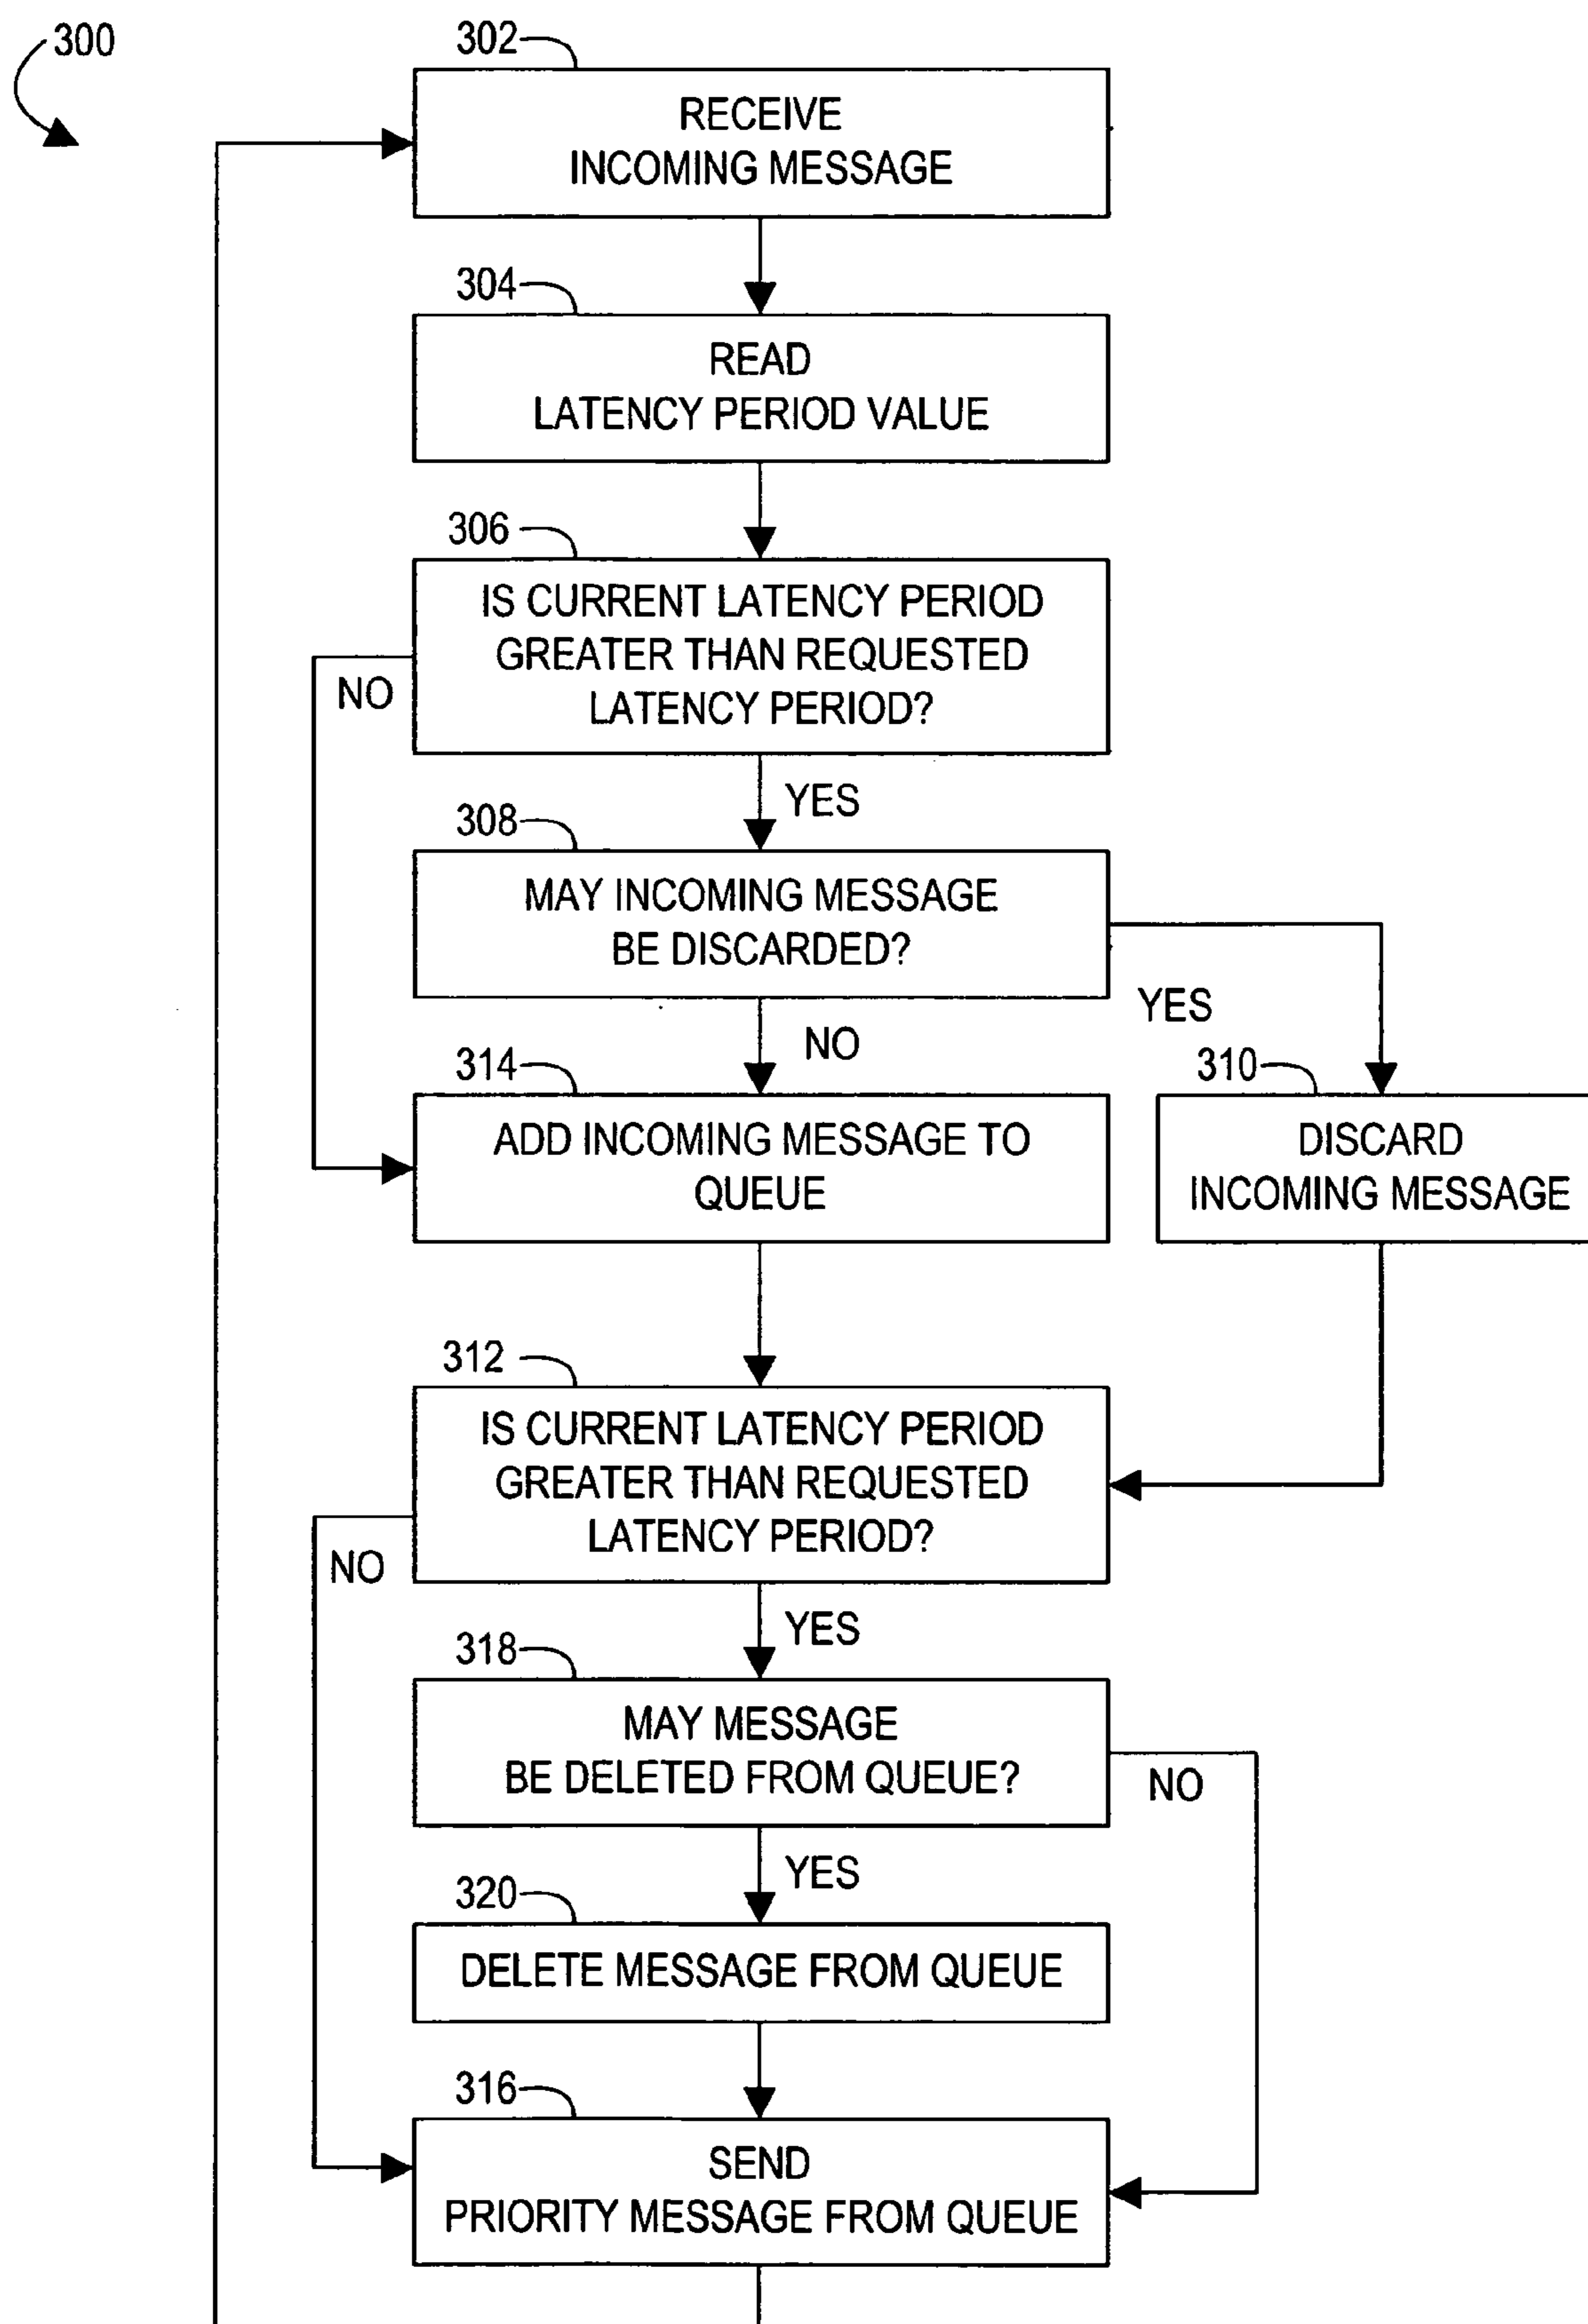 300
302
RECEIVE
INCOMING MESSAGE
304
READ
LATENCY PERIOD VALUE
306
IS CURRENT LATENCY PERIOD
GREATER THAN REQUESTED
LATENCY PERIOD?
NO
YES
308
MAY INCOMING MESSAGE
BE DISCARDED?
YES
NO
314
ADD INCOMING MESSAGE TO
QUEUE
310
DISCARD
INCOMING MESSAGE
312
IS CURRENT LATENCY PERIOD
GREATER THAN REQUESTED
LATENCY PERIOD?
NO
YES
318
MAY MESSAGE
BE DELETED FROM QUEUE?
NO
YES
320
DELETE MESSAGE FROM QUEUE
316
SEND
PRIORITY MESSAGE FROM QUEUE